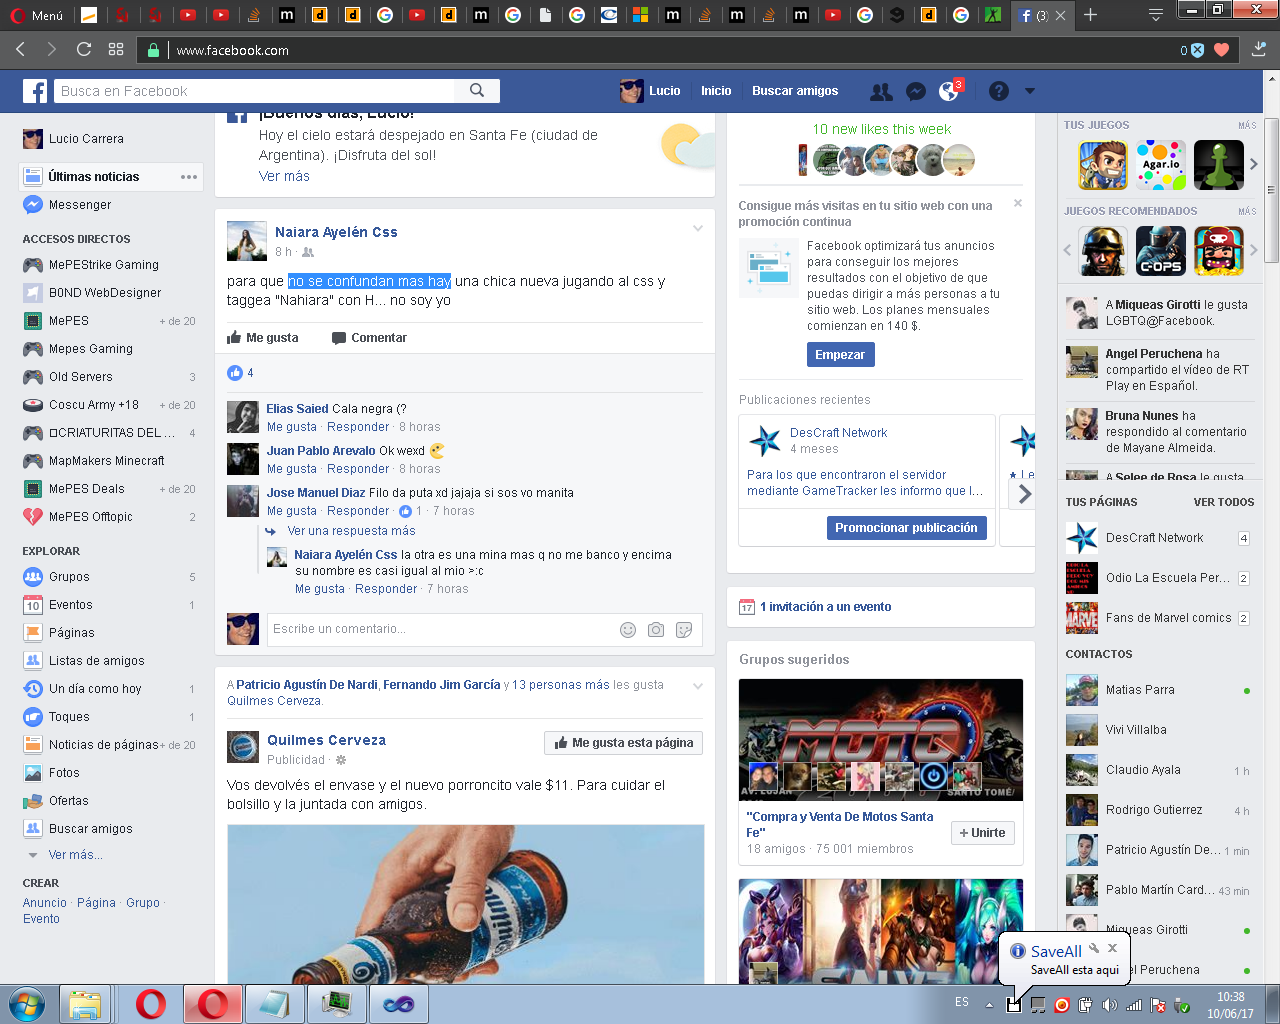 Menú
(3)
www.facebook.com
0
Busca en Facebook
Lucio
Inicio
Buscar amigos
3
Lucio Carrera
Últimas noticias
Messenger
ACCESOS DIRECTOS
MePEStrike Gaming
B0ND WebDesigner
MePES
+ de 20
Mepes Gaming
Old Servers
3
Coscu Army +18
+ de 20
CRIATURITAS DEL ...
4
MapMakers Minecraft
MePES Deals
+ de 20
MePES Offtopic
2
EXPLORAR
Grupos
5
Eventos
1
Páginas
Listas de amigos
Un día como hoy
1
Toques
1
Noticias de páginas
+ de 20
Fotos
Ofertas
Buscar amigos
Ver más...
CREAR
Anuncio · Página · Grupo ·
Evento
¡Buenos días, Lucio!
Hoy el cielo estará despejado en Santa Fe (ciudad de
Argentina). ¡Disfruta del sol!
Ver más
Naiara Ayelén Css
8 h ·
para que no se confundan mas hay una chica nueva jugando al css y
taggea "Nahiara" con H... no soy yo
Me gusta
Comentar
4
Elias Saied Cala negra (?
Me gusta · Responder · 8 horas
Juan Pablo Arevalo Ok wexd
Me gusta · Responder · 8 horas
Jose Manuel Diaz Filo da puta xd jajaja si sos vo manita
Me gusta · Responder · 1 · 7 horas
Ver una respuesta más
Naiara Ayelén Css la otra es una mina mas q no me banco y encima
su nombre es casi igual al mio >:c
Me gusta · Responder · 7 horas
Escribe un comentario...
A Patricio Agustín De Nardi, Fernando Jim García y 13 personas más les gusta
Quilmes Cerveza.
Quilmes Cerveza
Publicidad ·
Me gusta esta página
Vos devolvés el envase y el nuevo porroncito vale $11. Para cuidar el
bolsillo y la juntada con amigos.
10 new likes this week
Consigue más visitas en tu sitio web con una
promoción continua
Facebook optimizará tus anuncios
para conseguir los mejores
resultados con el objetivo de que
puedas dirigir a más personas a tu
sitio web. Los planes mensuales
comienzan en 140 $.
Empezar
Publicaciones recientes
DesCraft Network
4 meses
Para los que encontraron el servidor
mediante GameTracker les informo que l...
Promocionar publicación
1 invitación a un evento
Grupos sugeridos
MOTO
SANTO TOMÉ/
"Compra y Venta De Motos Santa
Fe"
18 amigos · 75 001 miembros
+ Unirte
TUS JUEGOS
MÁS
Agar.io
JUEGOS RECOMENDADOS
MÁS
C-OPS
A Miqueas Girotti le gusta
LGBTQ@Facebook.
Angel Peruchena ha
compartido el vídeo de RT
Play en Español.
Bruna Nunes ha
respondido al comentario
de Mayane Almeida.
A Selee de Rosa le gusta
TUS PÁGINAS
VER TODOS
DesCraft Network
4
Odio La Escuela Per...
2
Fans de Marvel comics
2
CONTACTOS
Matias Parra
Vivi Villalba
Claudio Ayala
1 h
Rodrigo Gutierrez
4 h
Patricio Agustín De...
1 min
Pablo Martín Card...
43 min
Miqueas Girotti
Peruchena
SaveAll
SaveAll esta aqui
ES
10:38
10/06/17